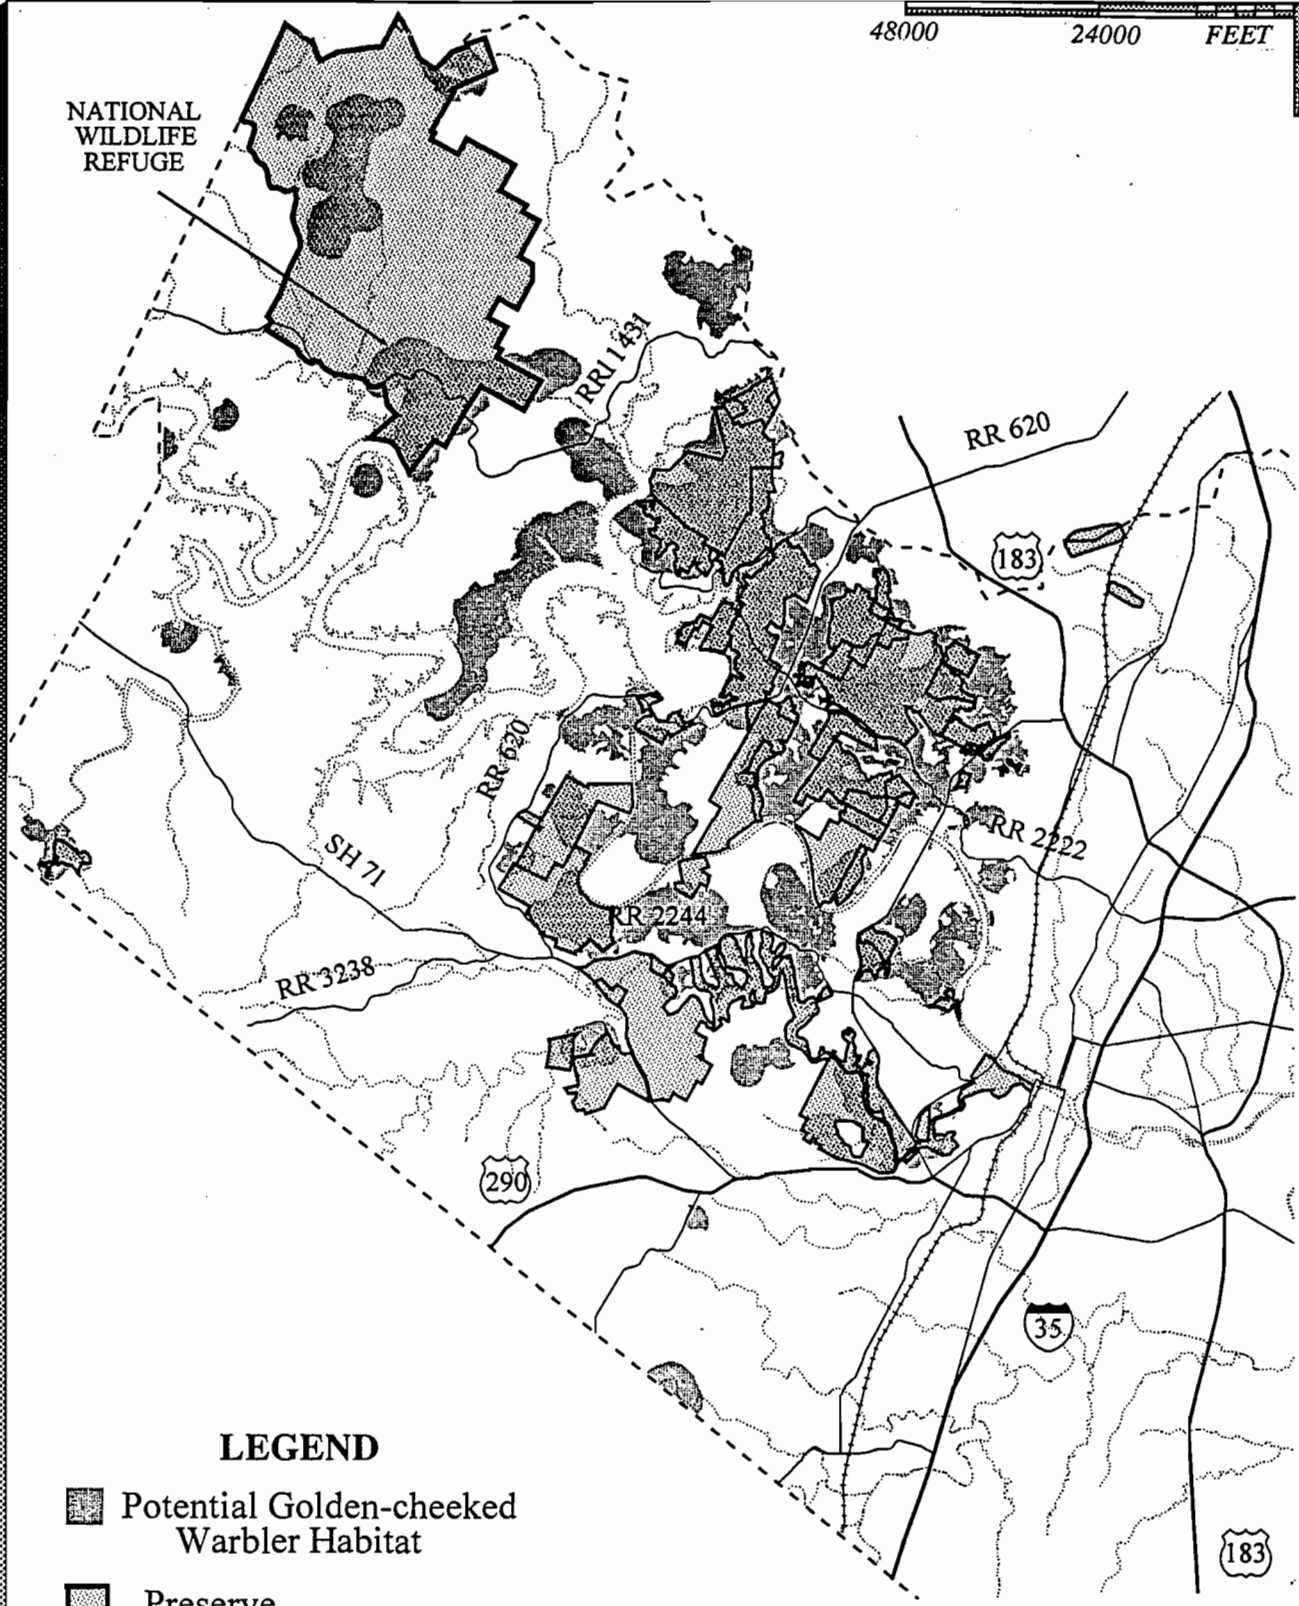 48000 24000 FEET
NATIONAL
WILDLIFE
REFUGE
RR1 1431
RR 620
183
RR 620
RR 2222
SH 71
RR 2244
RR 3238
290
35
LEGEND
Potential Golden-cheeked
Warbler Habitat
183
Preserve